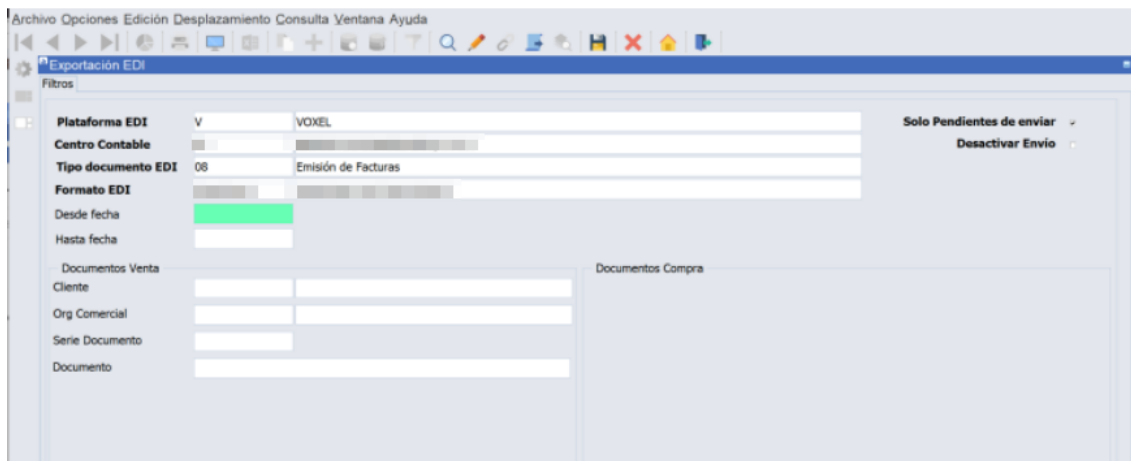 Archivo Opciones Edición Desplazamiento Consulta Ventana Ayuda
Exportación EDI
Filtros
Plataforma EDI V VOXEL Solo Pendientes de enviar
Centro Contable Desactivar Envío
Tipo documento EDI 08 Emisión de Facturas
Formato EDI
Desde fecha
Hasta fecha
Documentos Venta Documentos Compra
Cliente
Org Comercial
Serie Documento
Documento